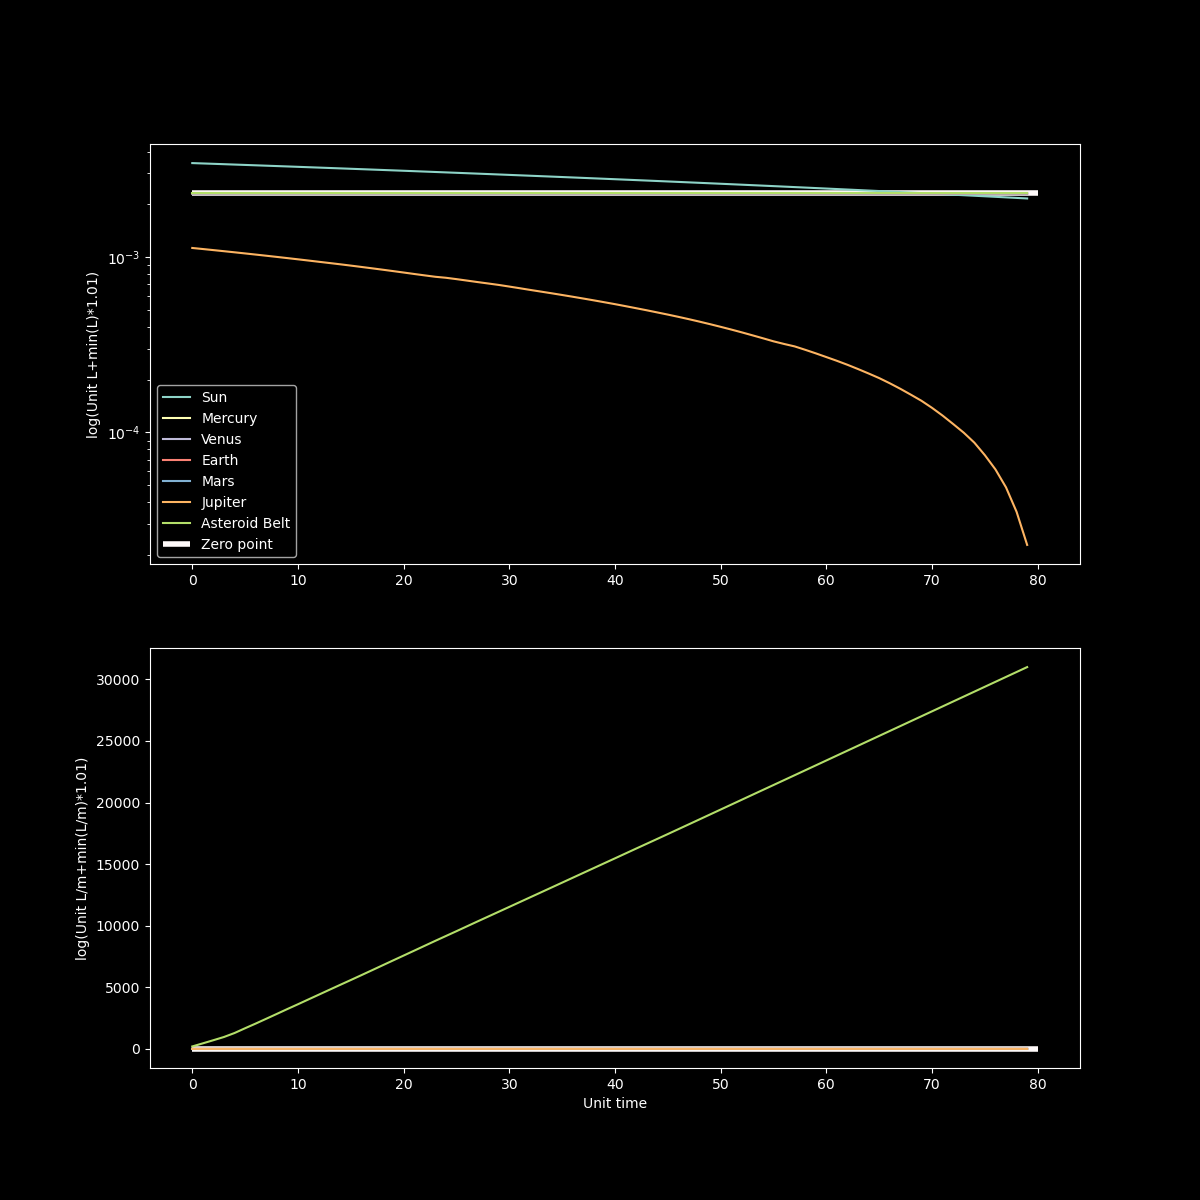 log(Unit L+min(L)*1.01)
10⁻³
10⁻⁴
Sun
Mercury
Venus
Earth
Mars
Jupiter
Asteroid Belt
Zero point
0 10 20 30 40 50 60 70 80
log(Unit L/m+min(L/m)*1.01)
30000
25000
20000
15000
10000
5000
0
0 10 20 30 40 50 60 70 80
Unit time